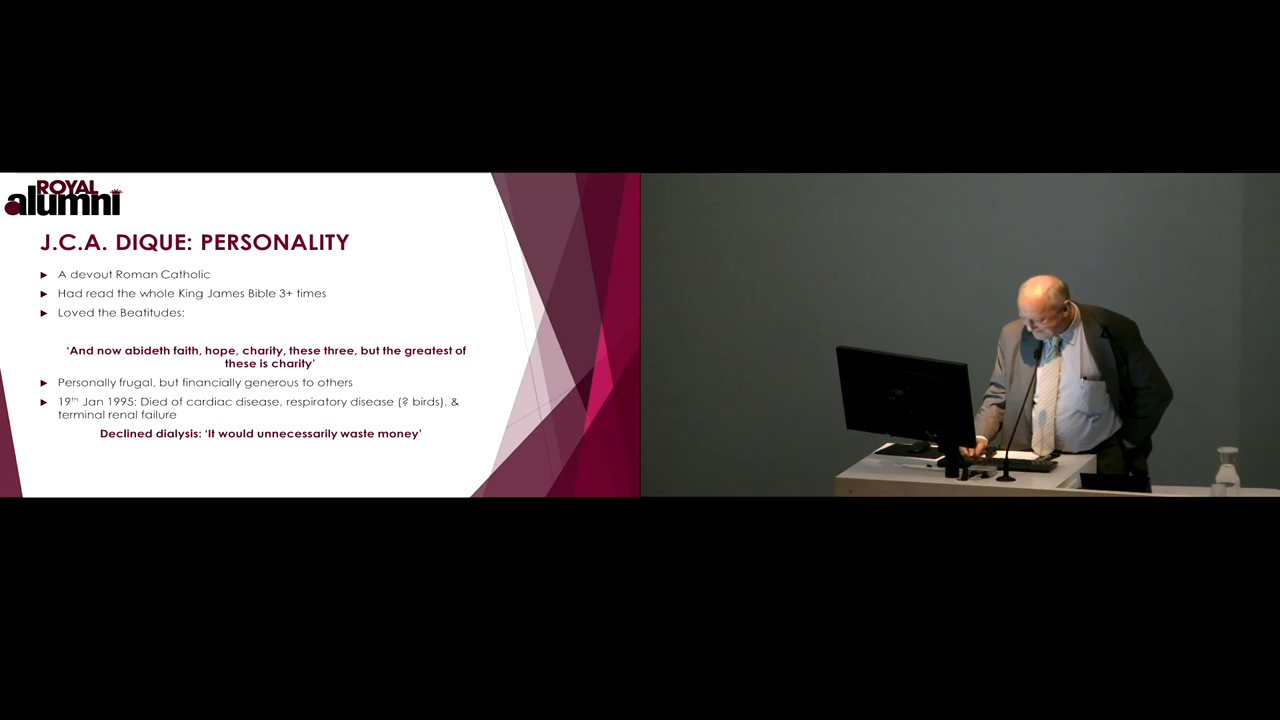 ROYAL
alumni
J.C.A. DIQUE: PERSONALITY
A devout Roman Catholic
Had read the whole King James Bible 3+ times
Loved the Beatitudes:
‘And now abideth faith, hope, charity, these three, but the greatest of
these is charity’
Personally frugal, but financially generous to others
19th Jan 1995: Died of cardiac disease, respiratory disease (? birds), &
terminal renal failure
Declined dialysis: ‘It would unnecessarily waste money’